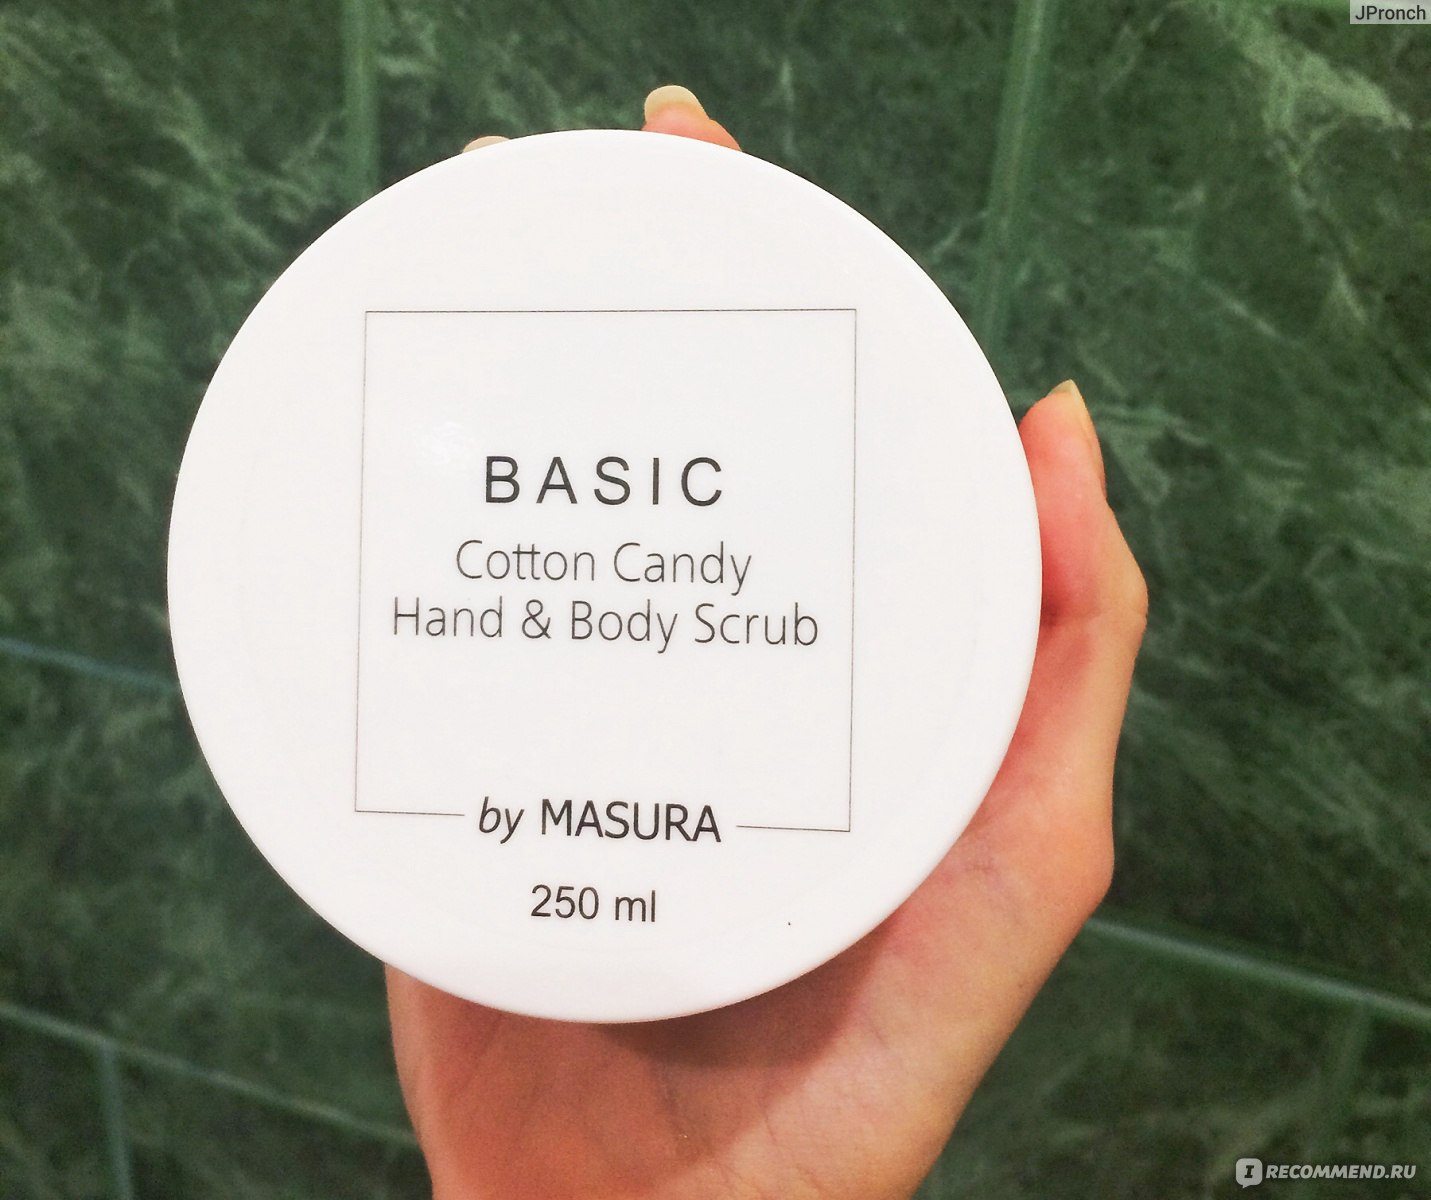 JPronch
BASIC
Cotton Candy
Hand & Body Scrub
by MASURA
250 ml
I RECOMMEND.RU